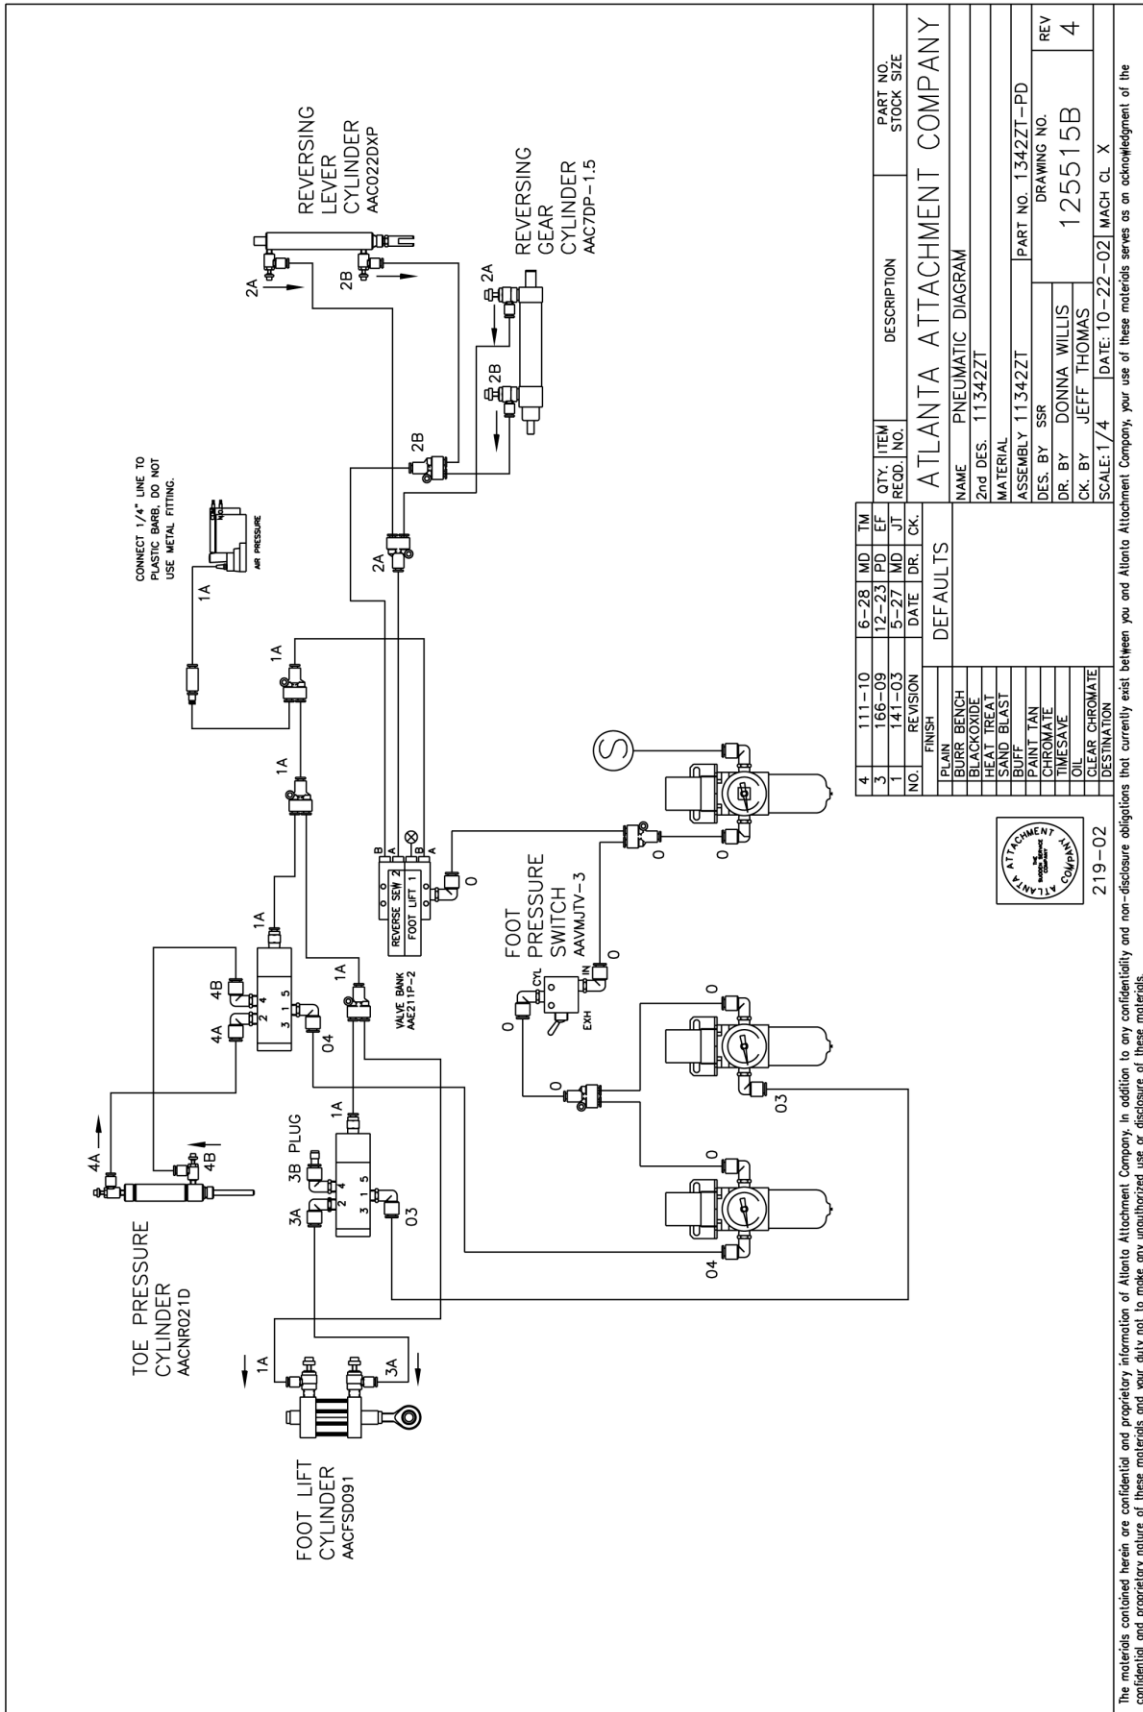 TOE PRESSURE
CYLINDER
AACNR021D
4A
4B
4A
4B
2
4
3
1
5
04
1A
FOOT LIFT
CYLINDER
AACFSD091
1A
3A
3A
3B PLUG
2
4
3
1
5
03
1A
1A
1A
1A
1A
CONNECT 1/4" LINE TO
PLASTIC BARB. DO NOT
USE METAL FITTING.
AIR PRESSURE
REVERSING
LEVER
CYLINDER
AAC022DXP
2A
2B
REVERSING
GEAR
CYLINDER
AAC7DP-1.5
2A
2B
2A
2B
VALVE BANK
AAE211P-2
REVERSE SEW 2
FOOT LIFT 1
B
A
B
A
0
FOOT
PRESSURE
SWITCH
AAVMJTV-3
CYL
IN
EXH
0
0
0
0
0
S
0
0
04
03
4 111-10 6-28 MD TM
3 166-09 12-23 PD EF
1 141-03 5-27 MD JT
NO. REVISION DATE DR. CK.
FINISH
DEFAULTS
PLAIN
BURR BENCH
BLACKOXIDE
HEAT TREAT
SAND BLAST
BUFF
PAINT TAN
CHROMATE
TIMESAVE
OIL
CLEAR CHROMATE
DESTINATION
QTY. REQD.
ITEM NO.
DESCRIPTION
PART NO.
STOCK SIZE
ATLANTA ATTACHMENT COMPANY
NAME PNEUMATIC DIAGRAM
2nd DES. 11342ZT
MATERIAL
ASSEMBLY 11342ZT
PART NO. 1342ZT-PD
DES. BY SSR
DRAWING NO.
REV
DR. BY DONNA WILLIS
125515B
4
CK. BY JEFF THOMAS
SCALE: 1/4 DATE: 10-22-02 MACH CL X
ATLANTA ATTACHMENT COMPANY
THE
SUDDEN SERVICE
COMPANY
219-02
The materials contained herein are confidential and proprietary information of Atlanta Attachment Company. In addition to any confidentiality and non-disclosure obligations that currently exist between you and Atlanta Attachment Company, your use of these materials serves as an acknowledgment of the
confidential and proprietary nature of these materials and your duty not to make any unauthorized use or disclosure of these materials.